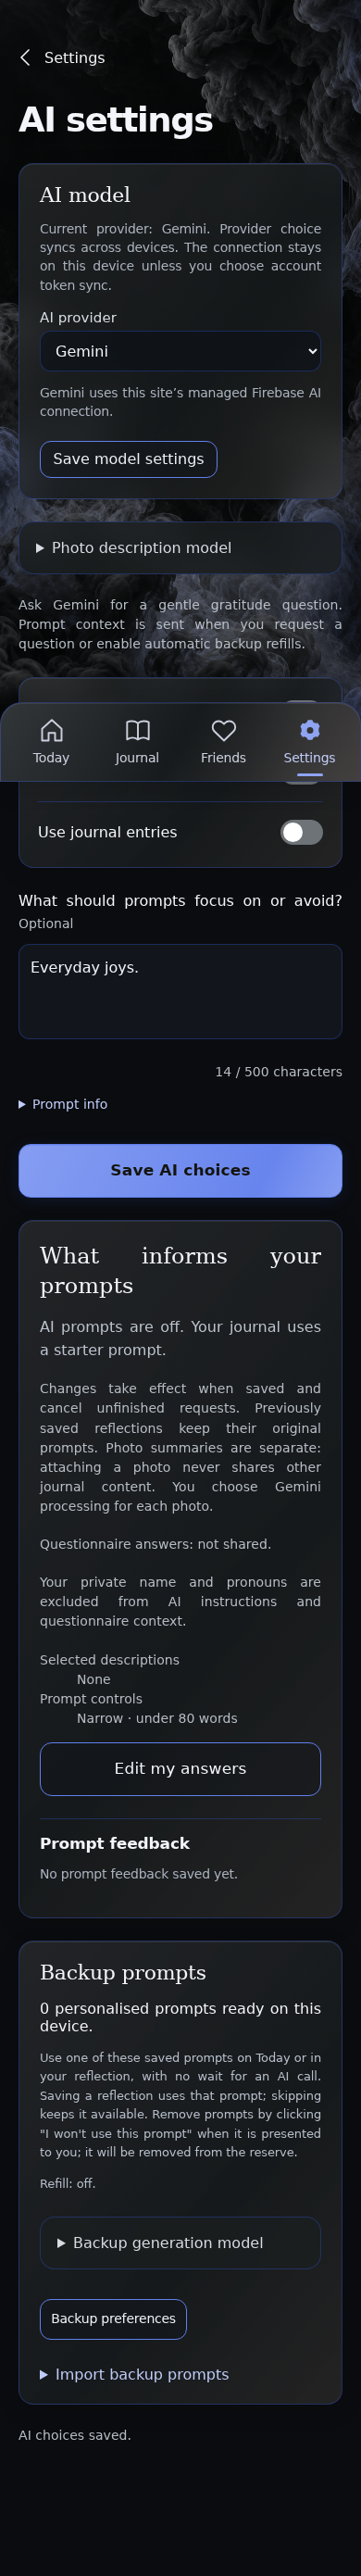 Settings
AI settings
AI model
Current provider: Gemini. Provider choice
syncs across devices. The connection stays
on this device unless you choose account
token sync.
AI provider
Gemini
Gemini uses this site’s managed Firebase AI
connection.
Save model settings
Photo description model
Ask Gemini for a gentle gratitude question.
Prompt context is sent when you request a
question or enable automatic backup refills.
Today
Journal
Friends
Settings
Use journal entries
What should prompts focus on or avoid?
Optional
Everyday joys.
14 / 500 characters
Prompt info
Save AI choices
What informs your
prompts
AI prompts are off. Your journal uses
a starter prompt.
Changes take effect when saved and
cancel unfinished requests. Previously
saved reflections keep their original
prompts. Photo summaries are separate:
attaching a photo never shares other
journal content. You choose Gemini
processing for each photo.
Questionnaire answers: not shared.
Your private name and pronouns are
excluded from AI instructions and
questionnaire context.
Selected descriptions
None
Prompt controls
Narrow · under 80 words
Edit my answers
Prompt feedback
No prompt feedback saved yet.
Backup prompts
0 personalised prompts ready on this
device.
Use one of these saved prompts on Today or in
your reflection, with no wait for an AI call.
Saving a reflection uses that prompt; skipping
keeps it available. Remove prompts by clicking
"I won't use this prompt" when it is presented
to you; it will be removed from the reserve.
Refill: off.
Backup generation model
Backup preferences
Import backup prompts
AI choices saved.